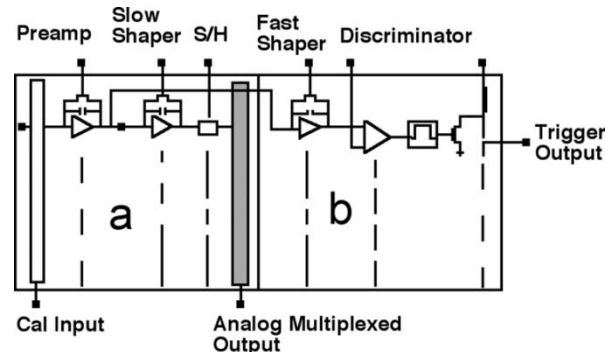 Preamp
Slow
Shaper
S/H
Fast
Shaper
Discriminator
Trigger
Output
a
b
Cal Input
Analog Multiplexed
Output